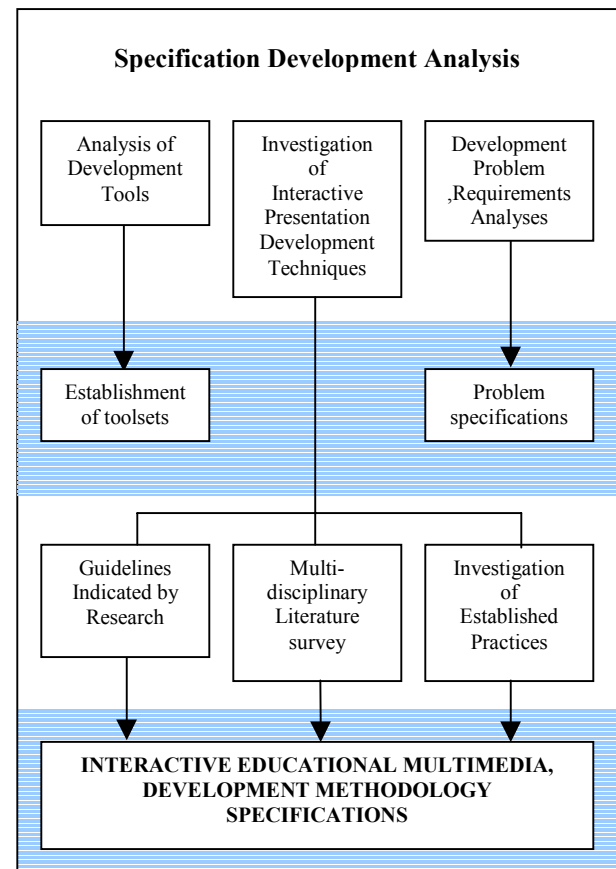 Specification Development Analysis
Analysis of
Development
Tools
Investigation
of
Interactive
Presentation
Development
Techniques
Development
Problem
,Requirements
Analyses
Establishment
of toolsets
Problem
specifications
Guidelines
Indicated by
Research
Multi-
disciplinary
Literature
survey
Investigation
of
Established
Practices
INTERACTIVE EDUCATIONAL MULTIMEDIA,
DEVELOPMENT METHODOLOGY
SPECIFICATIONS